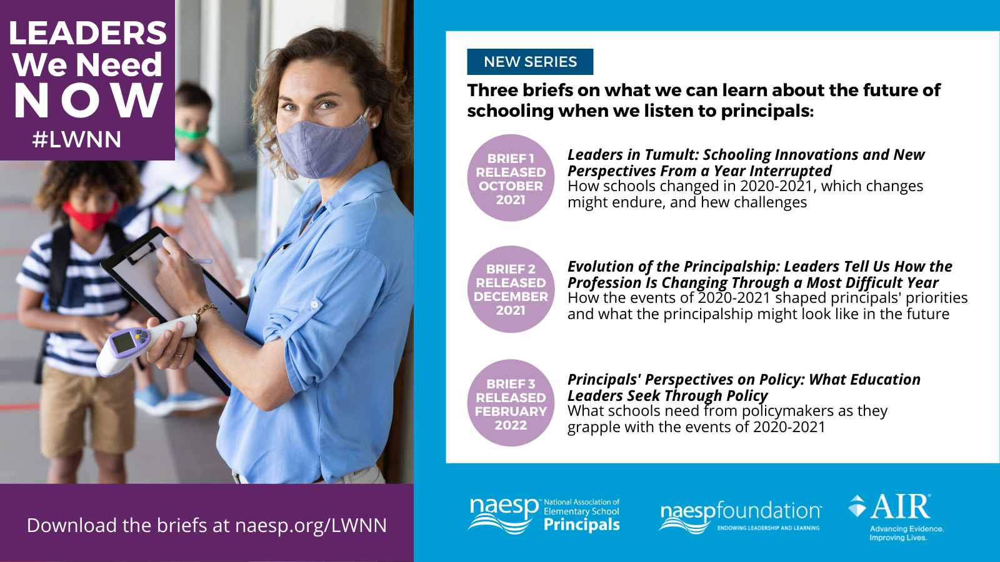 LEADERS
We Need
NOW
#LWNN
Download the briefs at naesp.org/LWNN
NEW SERIES
Three briefs on what we can learn about the future of
schooling when we listen to principals:
BRIEF 1
RELEASED
OCTOBER
2021
Leaders in Tumult: Schooling Innovations and New
Perspectives From a Year Interrupted
How schools changed in 2020-2021, which changes
might endure, and hew challenges
BRIEF 2
RELEASED
DECEMBER
2021
Evolution of the Principalship: Leaders Tell Us How the
Profession Is Changing Through a Most Difficult Year
How the events of 2020-2021 shaped principals' priorities
and what the principalship might look like in the future
BRIEF 3
RELEASED
FEBRUARY
2022
Principals' Perspectives on Policy: What Education
Leaders Seek Through Policy
What schools need from policymakers as they
grapple with the events of 2020-2021
naesp™
National Association of
Elementary School
Principals
naespfoundation™
ENDOWING LEADERSHIP AND LEARNING
AIR®
Advancing Evidence.
Improving Lives.